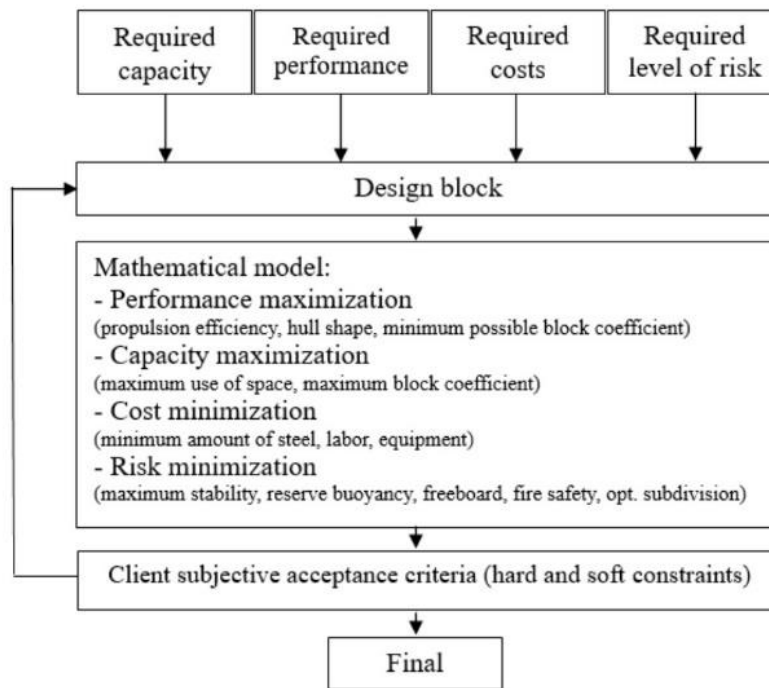 Required
capacity
Required
performance
Required
costs
Required
level of risk
Design block
Mathematical model:
- Performance maximization
(propulsion efficiency, hull shape, minimum possible block coefficient)
- Capacity maximization
(maximum use of space, maximum block coefficient)
- Cost minimization
(minimum amount of steel, labor, equipment)
- Risk minimization
(maximum stability, reserve buoyancy, freeboard, fire safety, opt. subdivision)
Client subjective acceptance criteria (hard and soft constraints)
Final